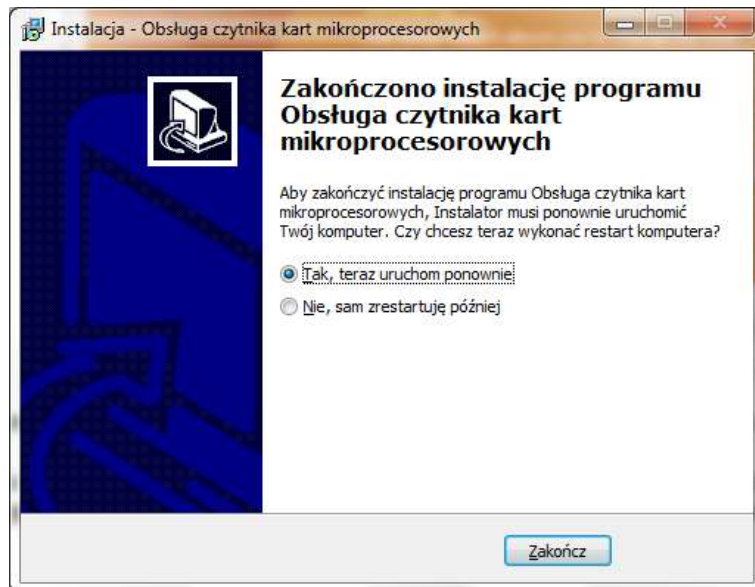 Instalacja - Obsługa czytnika kart mikroprocesorowych
Zakończono instalację programu
Obsługa czytnika kart
mikroprocesorowych
Aby zakończyć instalację programu Obsługa czytnika kart
mikroprocesorowych, Instalator musi ponownie uruchomić
Twój komputer. Czy chcesz teraz wykonać restart komputera?
Tak, teraz uruchom ponownie
Nie, sam zrestartuję później
Zakończ